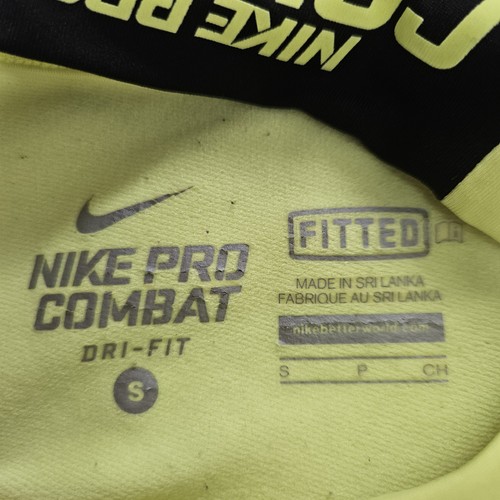 NIKE PRO
CO
NIKE PRO
COMBAT
DRI-FIT
S
FITTED
MADE IN SRI LANKA
FABRIQUE AU SRI LANKA
nikebetterworld.com
S P CH